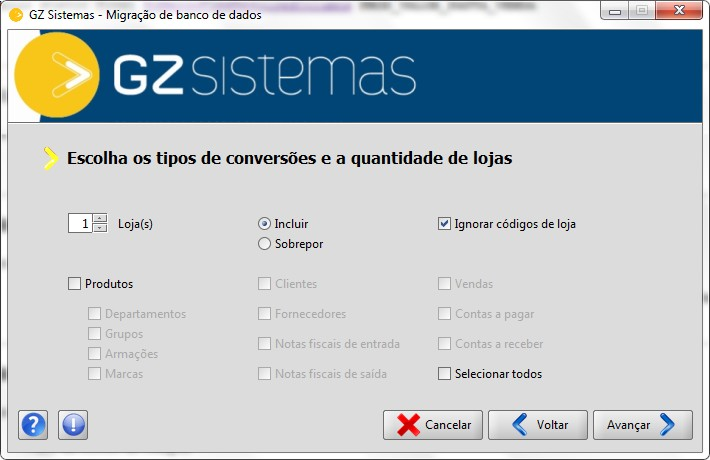 GZ Sistemas - Migração de banco de dados
GZ sistemas
Escolha os tipos de conversões e a quantidade de lojas
1 Loja(s) Incluir Ignorar códigos de loja
Sobrepor
Produtos Clientes Vendas
Departamentos Fornecedores Contas a pagar
Grupos
Notas fiscais de entrada Contas a receber
Armações
Marcas Notas fiscais de saída Selecionar todos
Cancelar Voltar Avançar